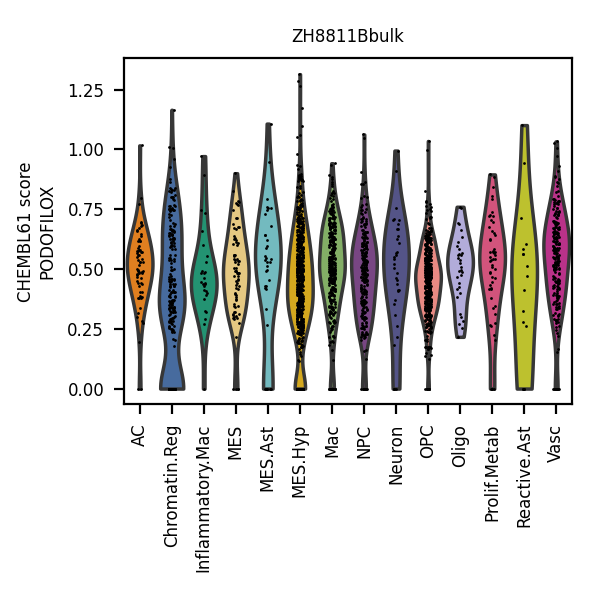 ZH8811Bbulk
CHEMBL61 score
PODOFILOX
1.25
1.00
0.75
0.50
0.25
0.00
AC
Chromatin.Reg
Inflammatory.Mac
MES
MES.Ast
MES.Hyp
Mac
NPC
Neuron
OPC
Oligo
Prolif.Metab
Reactive.Ast
Vasc